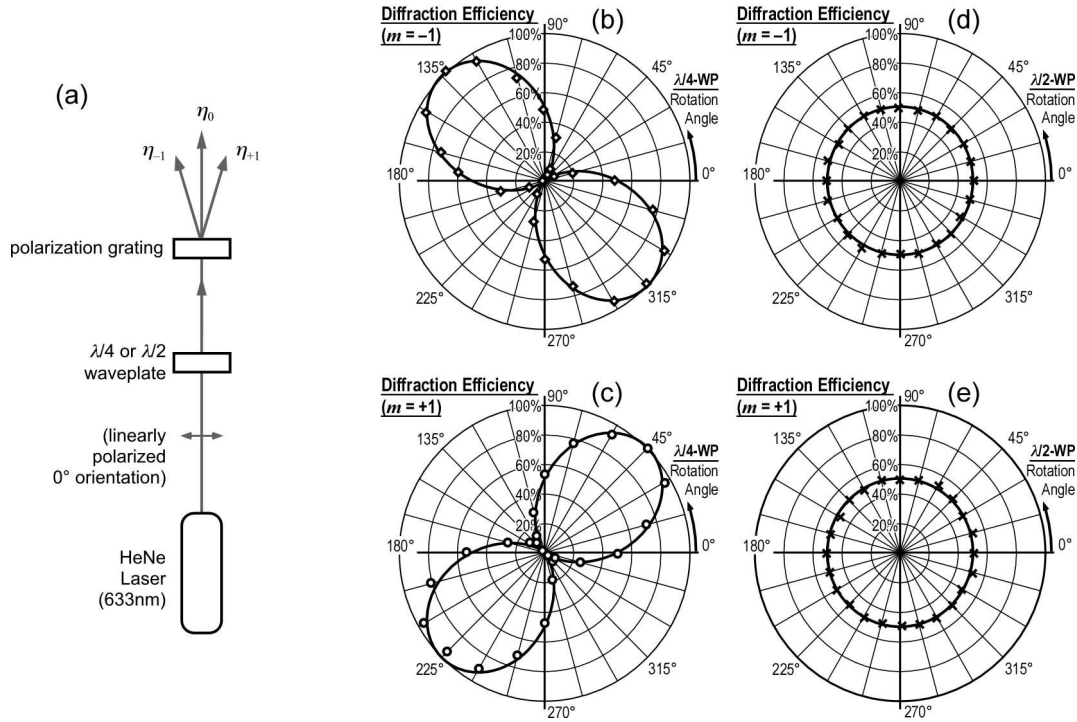 (a)
η₀
η₋₁
η₊₁
polarization grating
λ/4 or λ/2
waveplate
(linearly
polarized
0° orientation)
HeNe
Laser
(633nm)
Diffraction Efficiency
(m = –1)
(b)
90°
100%
80%
60%
40%
20%
135°
45°
λ/4-WP
Rotation
Angle
180°
0°
225°
315°
270°
Diffraction Efficiency
(m = –1)
(d)
90°
100%
80%
60%
40%
20%
135°
45°
λ/2-WP
Rotation
Angle
180°
0°
225°
315°
270°
Diffraction Efficiency
(m = +1)
(c)
90°
100%
80%
60%
40%
20%
135°
45°
λ/4-WP
Rotation
Angle
180°
0°
225°
315°
270°
Diffraction Efficiency
(m = +1)
(e)
90°
100%
80%
60%
40%
20%
135°
45°
λ/2-WP
Rotation
Angle
180°
0°
225°
315°
270°